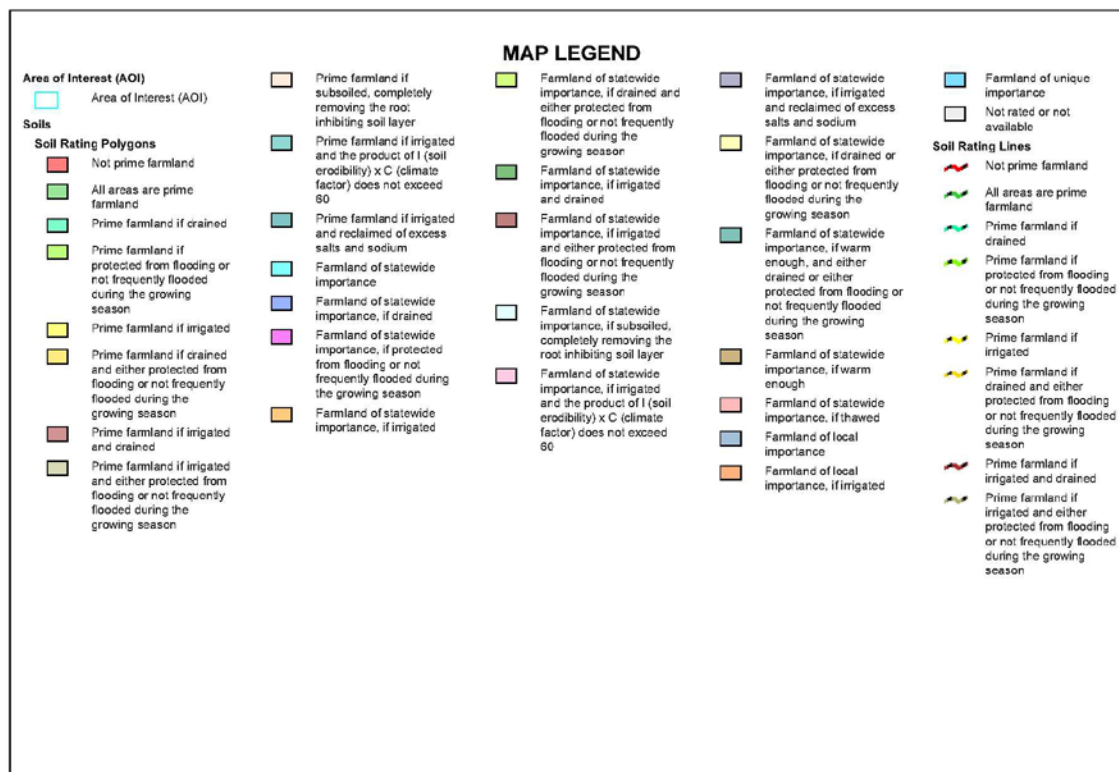 MAP LEGEND
Area of Interest (AOI)
Area of Interest (AOI)
Soils
Soil Rating Polygons
Not prime farmland
All areas are prime
farmland
Prime farmland if drained
Prime farmland if
protected from flooding or
not frequently flooded
during the growing
season
Prime farmland if irrigated
Prime farmland if drained
and either protected from
flooding or not frequently
flooded during the
growing season
Prime farmland if irrigated
and drained
Prime farmland if irrigated
and either protected from
flooding or not frequently
flooded during the
growing season
Prime farmland if
subsoiled, completely
removing the root
inhibiting soil layer
Prime farmland if irrigated
and the product of I (soil
erodibility) x C (climate
factor) does not exceed
60
Prime farmland if irrigated
and reclaimed of excess
salts and sodium
Farmland of statewide
importance
Farmland of statewide
importance, if drained
Farmland of statewide
importance, if protected
from flooding or not
frequently flooded during
the growing season
Farmland of statewide
importance, if irrigated
Farmland of statewide
importance, if drained and
either protected from
flooding or not frequently
flooded during the
growing season
Farmland of statewide
importance, if irrigated
and drained
Farmland of statewide
importance, if irrigated
and either protected from
flooding or not frequently
flooded during the
growing season
Farmland of statewide
importance, if subsoiled,
completely removing the
root inhibiting soil layer
Farmland of statewide
importance, if irrigated
and the product of I (soil
erodibility) x C (climate
factor) does not exceed
60
Farmland of statewide
importance, if irrigated
and reclaimed of excess
salts and sodium
Farmland of statewide
importance, if drained or
either protected from
flooding or not frequently
flooded during the
growing season
Farmland of statewide
importance, if warm
enough, and either
drained or either
protected from flooding or
not frequently flooded
during the growing
season
Farmland of statewide
importance, if warm
enough
Farmland of statewide
importance, if thawed
Farmland of local
importance
Farmland of local
importance, if irrigated
Farmland of unique
importance
Not rated or not
available
Soil Rating Lines
Not prime farmland
All areas are prime
farmland
Prime farmland if
drained
Prime farmland if
protected from flooding
or not frequently flooded
during the growing
season
Prime farmland if
irrigated
Prime farmland if
drained and either
protected from flooding
or not frequently flooded
during the growing
season
Prime farmland if
irrigated and drained
Prime farmland if
irrigated and either
protected from flooding
or not frequently flooded
during the growing
season